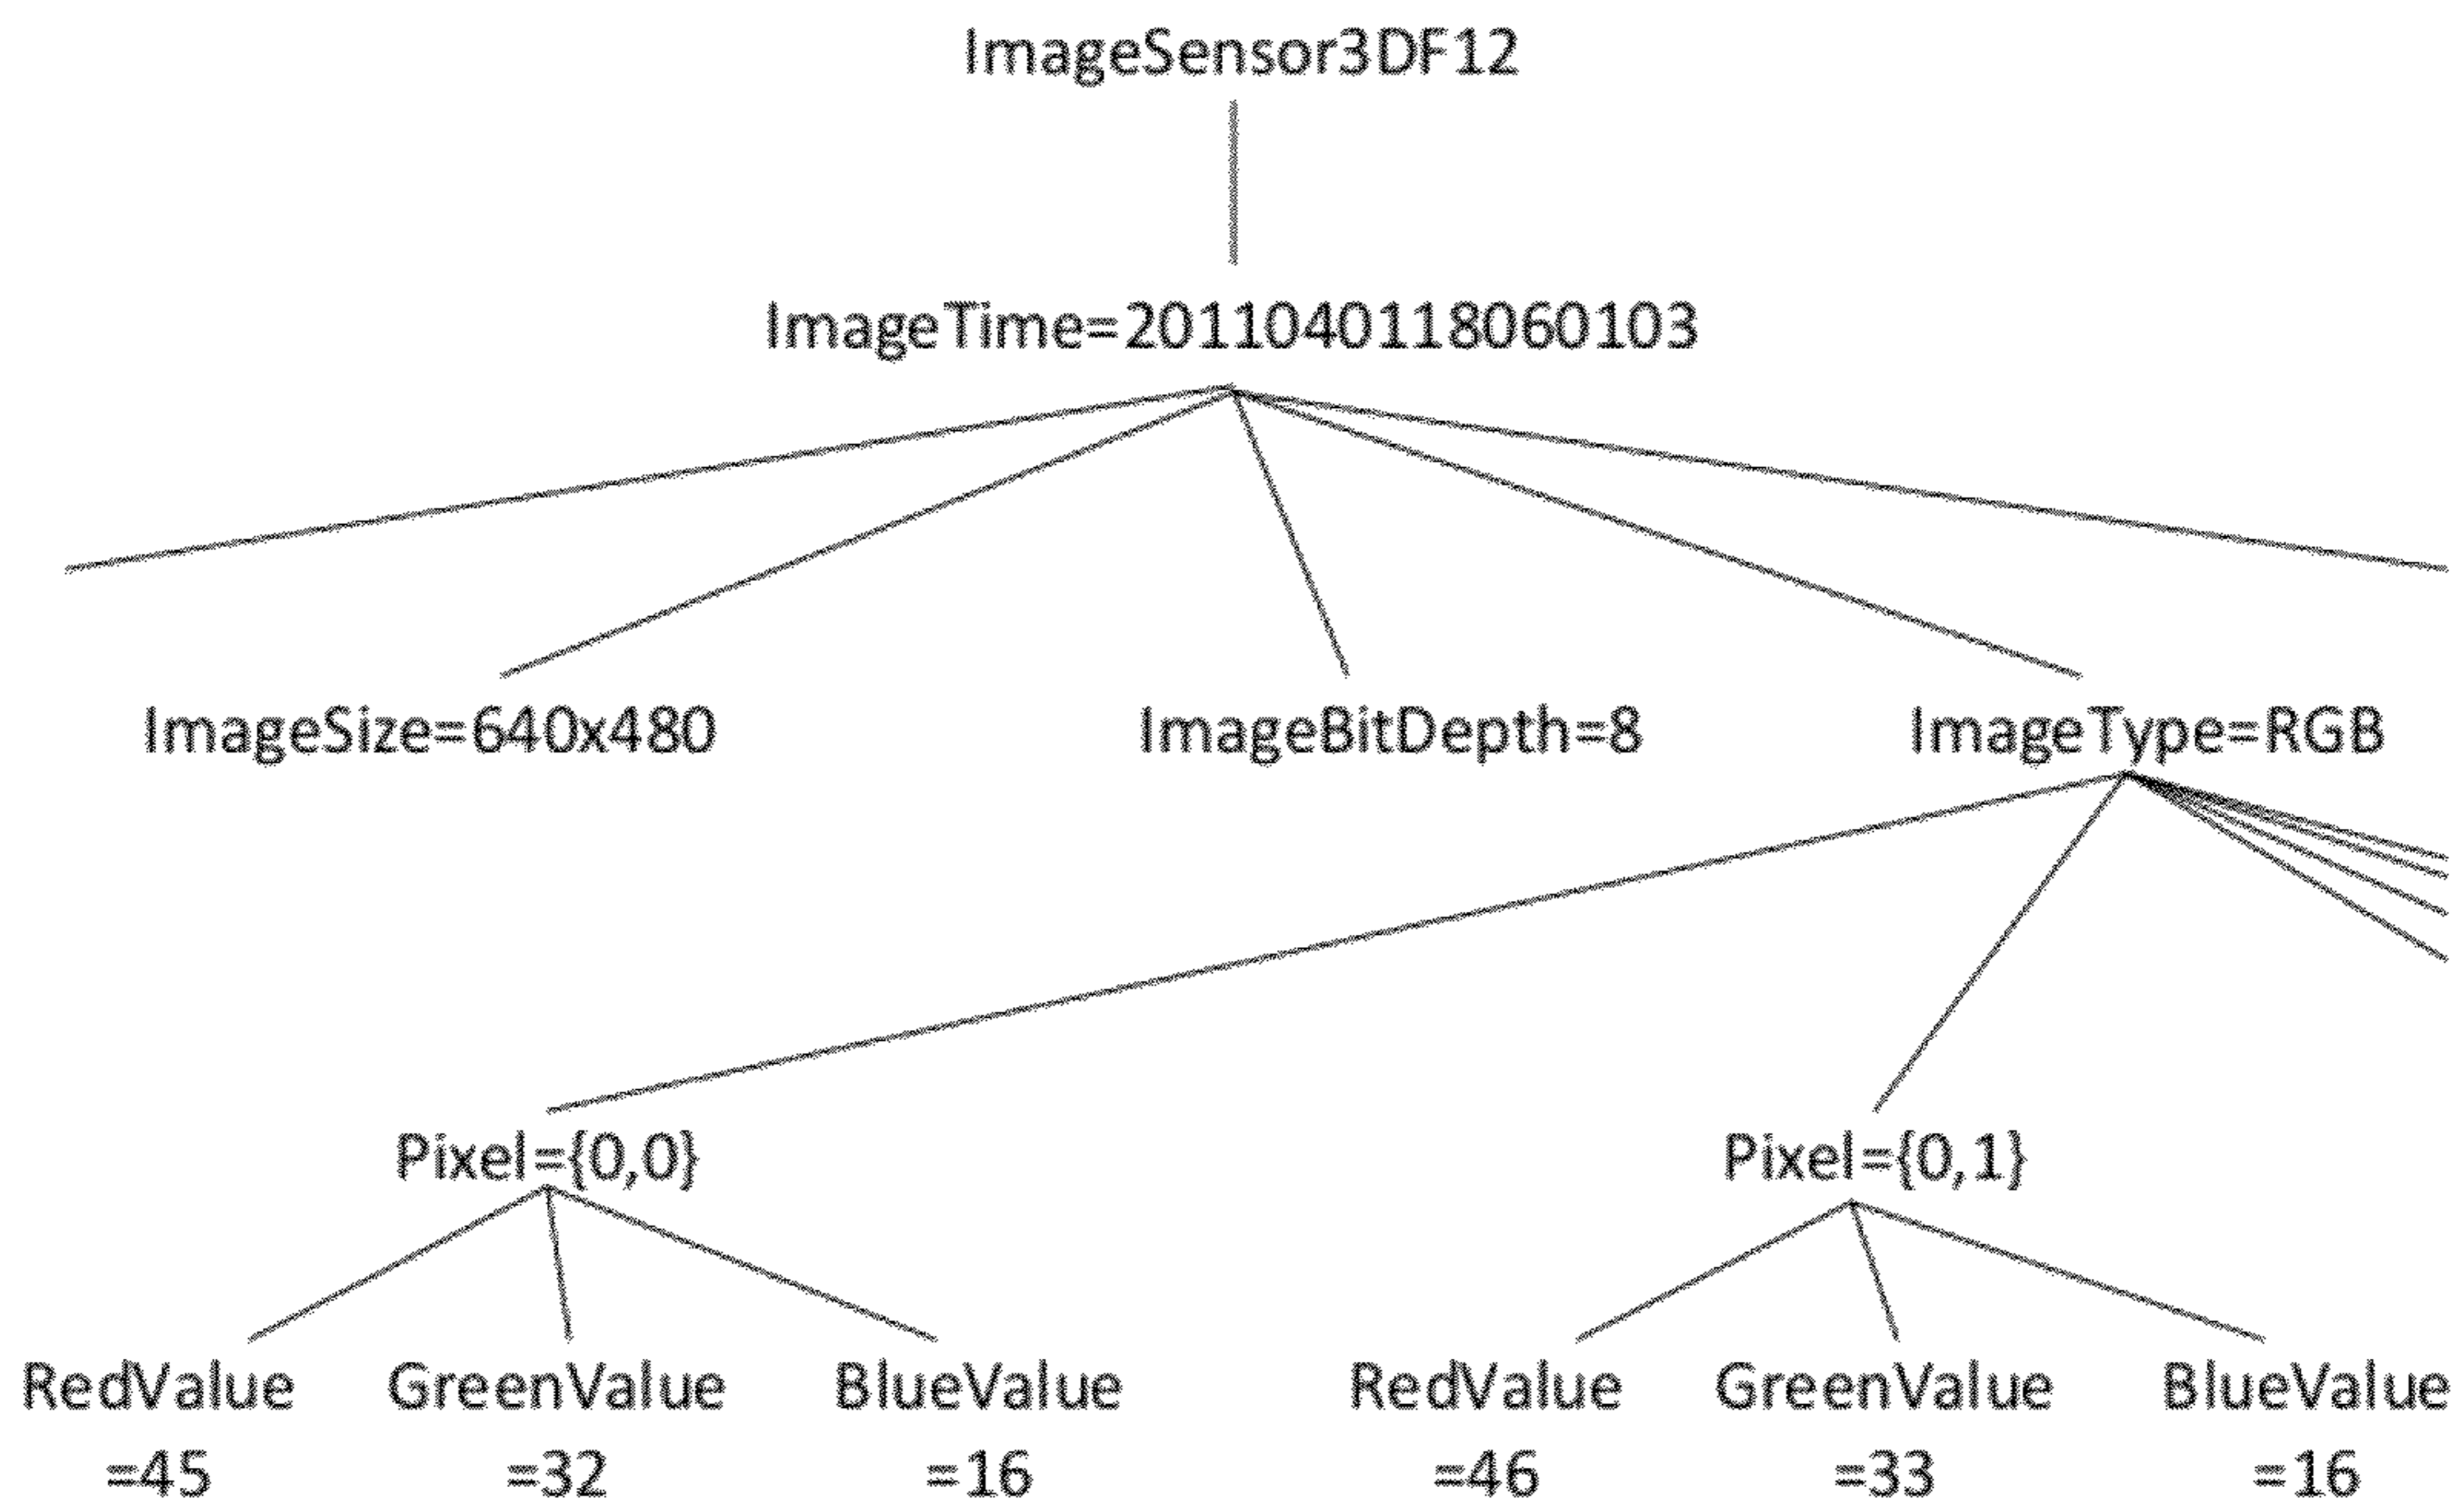 ImageSensor3DF12
ImageTime=2011040118060103
ImageSize=640x480
ImageBitDepth=8
ImageType=RGB
Pixel={0,0}
Pixel={0,1}
RedValue
=45
GreenValue
=32
BlueValue
=16
RedValue
=46
GreenValue
=33
BlueValue
=16